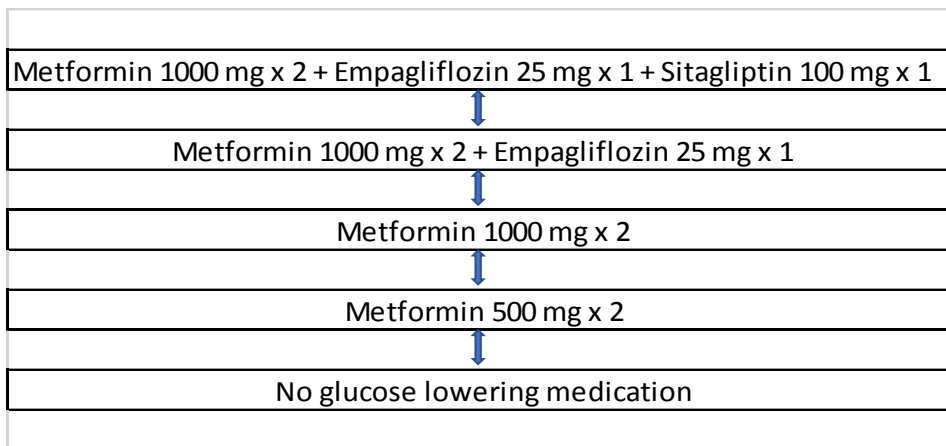 Metformin 1000 mg x 2 + Empagliflozin 25 mg x 1 + Sitagliptin 100 mg x 1
Metformin 1000 mg x 2 + Empagliflozin 25 mg x 1
Metformin 1000 mg x 2
Metformin 500 mg x 2
No glucose lowering medication